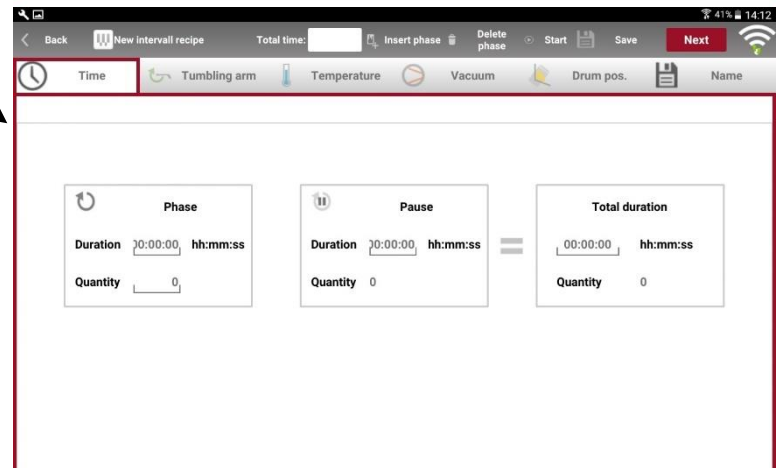 41% 14:12
Back New intervall recipe Total time: Insert phase Delete phase Start Save Next
Time Tumbling arm Temperature Vacuum Drum pos. Name
Phase Pause Total duration
Duration 00:00:00 hh:mm:ss Duration 00:00:00 hh:mm:ss 00:00:00 hh:mm:ss
Quantity 0 Quantity 0 Quantity 0